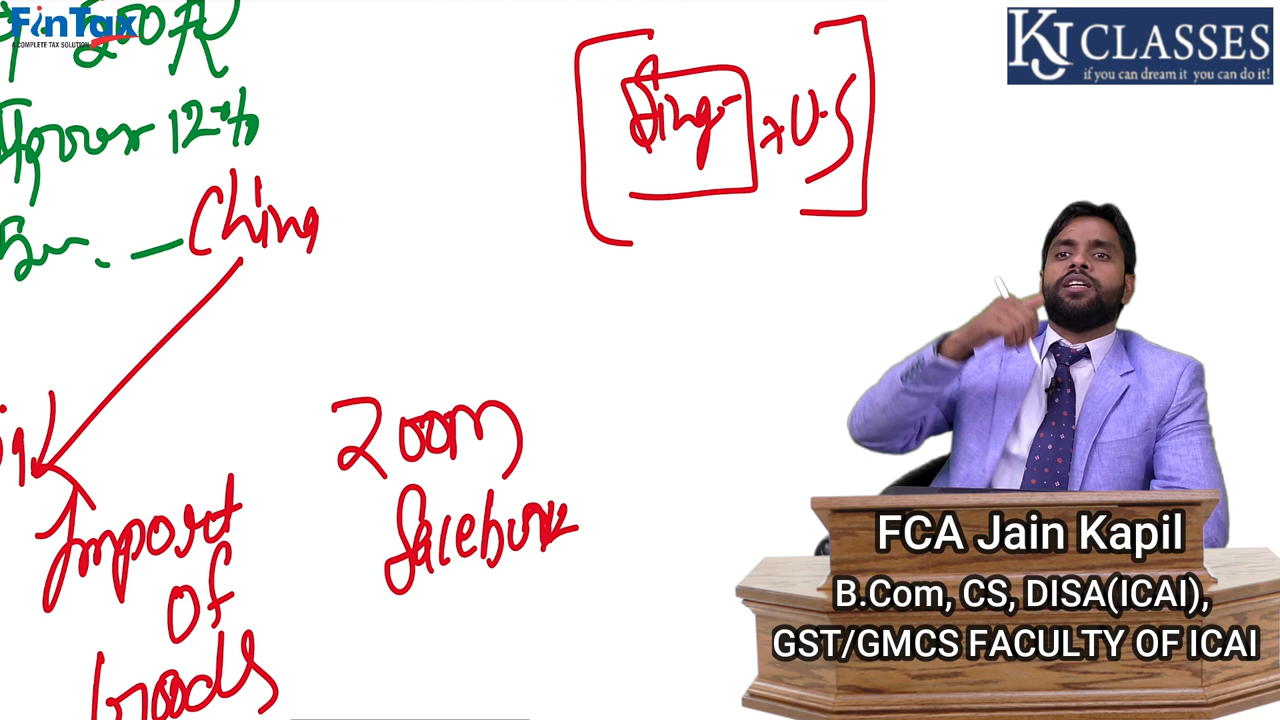 FinTax
A COMPLETE TAX SOLUTION
KJ CLASSES
if you can dream it you can do it!
12%
China
Sing
U.S
Zoom
facebook
Import
of
Goods
FCA Jain Kapil
B.Com, CS, DISA(ICAI),
GST/GMCS FACULTY OF ICAI